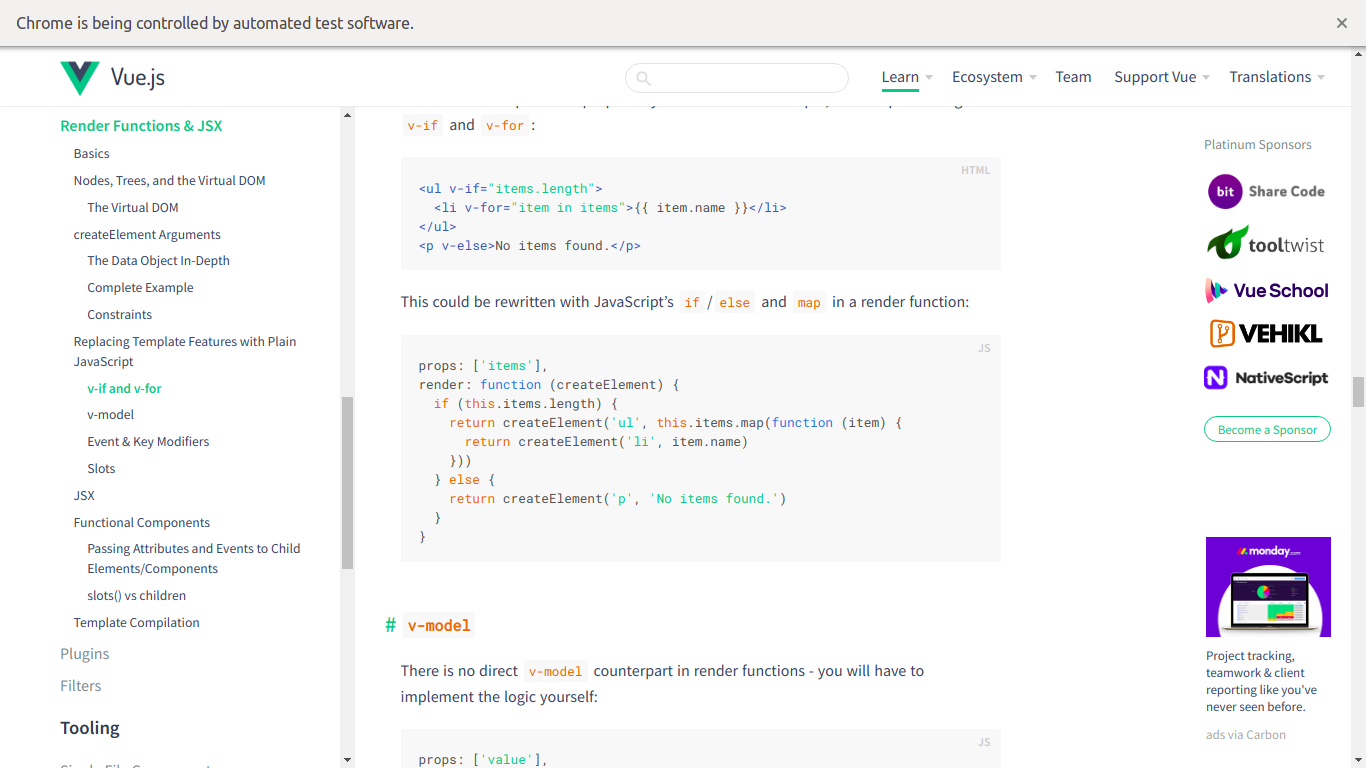 Chrome is being controlled by automated test software.
Vue.js
Learn
Ecosystem
Team
Support Vue
Translations
Render Functions & JSX
Basics
Nodes, Trees, and the Virtual DOM
The Virtual DOM
createElement Arguments
The Data Object In-Depth
Complete Example
Constraints
Replacing Template Features with Plain
JavaScript
v-if and v-for
v-model
Event & Key Modifiers
Slots
JSX
Functional Components
Passing Attributes and Events to Child
Elements/Components
slots() vs children
Template Compilation
Plugins
Filters
Tooling
v-if and v-for :
HTML
<ul v-if="items.length">
  <li v-for="item in items">{{ item.name }}</li>
</ul>
<p v-else>No items found.</p>
This could be rewritten with JavaScript’s if / else and map in a render function:
JS
props: ['items'],
render: function (createElement) {
  if (this.items.length) {
    return createElement('ul', this.items.map(function (item) {
      return createElement('li', item.name)
    }))
  } else {
    return createElement('p', 'No items found.')
  }
}
# v-model
There is no direct v-model counterpart in render functions - you will have to
implement the logic yourself:
JS
props: ['value'],
Platinum Sponsors
bit Share Code
tooltwist
Vue School
VEHIKL
N NativeScript
Become a Sponsor
monday.com
Project tracking,
teamwork & client
reporting like you've
never seen before.
ads via Carbon